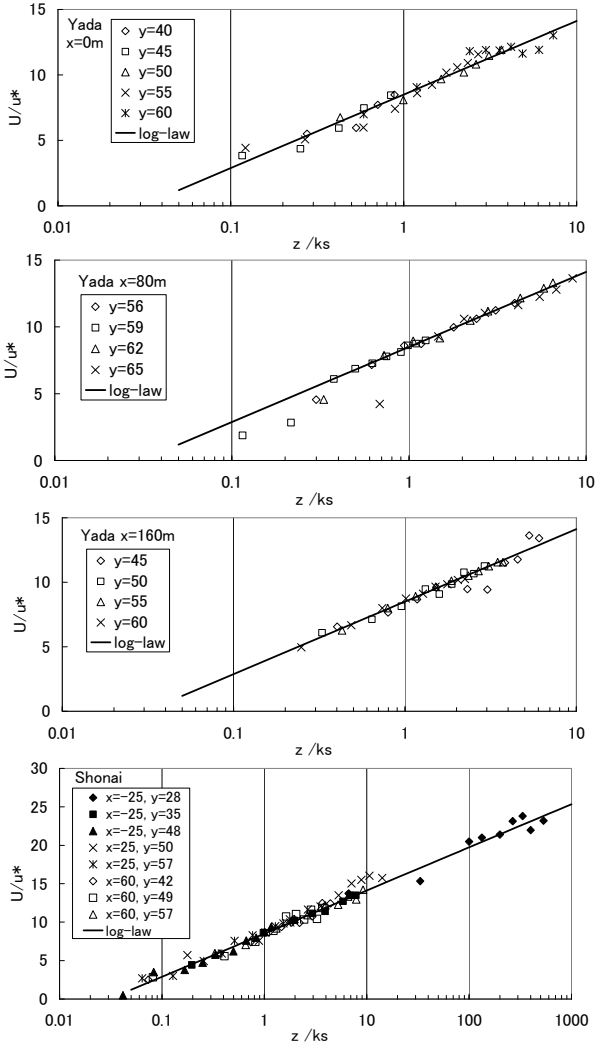 Yada
x=0m
y=40
y=45
y=50
y=55
y=60
log-law
15
10
5
0
U/u*
0.01 0.1 1 10
z /ks
Yada x=80m
y=56
y=59
y=62
y=65
log-law
15
10
5
0
U/u*
0.01 0.1 1 10
z /ks
Yada x=160m
y=45
y=50
y=55
y=60
log-law
15
10
5
0
U/u*
0.01 0.1 1 10
z /ks
Shonai
x=-25, y=28
x=-25, y=35
x=-25, y=48
x=25, y=50
x=25, y=57
x=60, y=42
x=60, y=49
x=60, y=57
log-law
30
25
20
15
10
5
0
U/u*
0.01 0.1 1 10 100 1000
z /ks